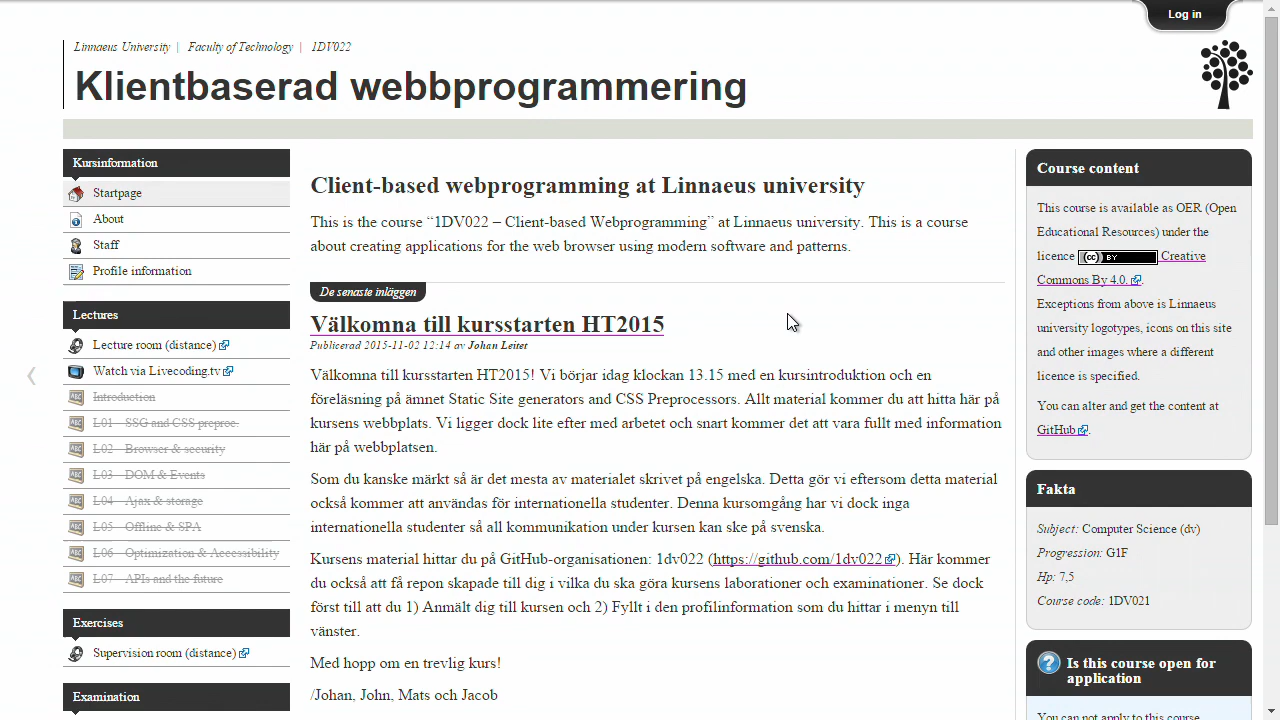 Log in
Linnaeus University | Faculty of Technology | 1DV022
Klientbaserad webbprogrammering
Kursinformation
Startpage
About
Staff
Profile information
Lectures
Lecture room (distance)
Watch via Livecoding.tv
Introduction
L01 - SSG and CSS preproc.
L02 - Browser & security
L03 - DOM & Events
L04 - Ajax & storage
L05 - Offline & SPA
L06 - Optimization & Accessibility
L07 - APIs and the future
Exercises
Supervision room (distance)
Examination
Client-based webprogramming at Linnaeus university
This is the course “1DV022 – Client-based Webprogramming” at Linnaeus university. This is a course
about creating applications for the web browser using modern software and patterns.
De senaste inläggen
Välkomna till kursstarten HT2015
Publicerad 2015-11-02 12:14 av Johan Leitet
Välkomna till kursstarten HT2015! Vi börjar idag klockan 13.15 med en kursintroduktion och en
föreläsning på ämnet Static Site generators and CSS Preprocessors. Allt material kommer du att hitta här på
kursens webbplats. Vi ligger dock lite efter med arbetet och snart kommer det att vara fullt med information
här på webbplatsen.
Som du kanske märkt så är det mesta av materialet skrivet på engelska. Detta gör vi eftersom detta material
också kommer att användas för internationella studenter. Denna kursomgång har vi dock inga
internationella studenter så all kommunikation under kursen kan ske på svenska.
Kursens material hittar du på GitHub-organisationen: 1dv022 (https://github.com/1dv022). Här kommer
du också att få repon skapade till dig i vilka du ska göra kursens laborationer och examinationer. Se dock
först till att du 1) Anmält dig till kursen och 2) Fyllt i den profilinformation som du hittar i menyn till
vänster.
Med hopp om en trevlig kurs!
/Johan, John, Mats och Jacob
Course content
This course is available as OER (Open
Educational Resources) under the
licence (cc) BY Creative
Commons By 4.0.
Exceptions from above is Linnaeus
university logotypes, icons on this site
and other images where a different
licence is specified.
You can alter and get the content at
GitHub.
Fakta
Subject: Computer Science (dv)
Progression: G1F
Hp: 7,5
Course code: 1DV021
Is this course open for
application
You can not apply to this course